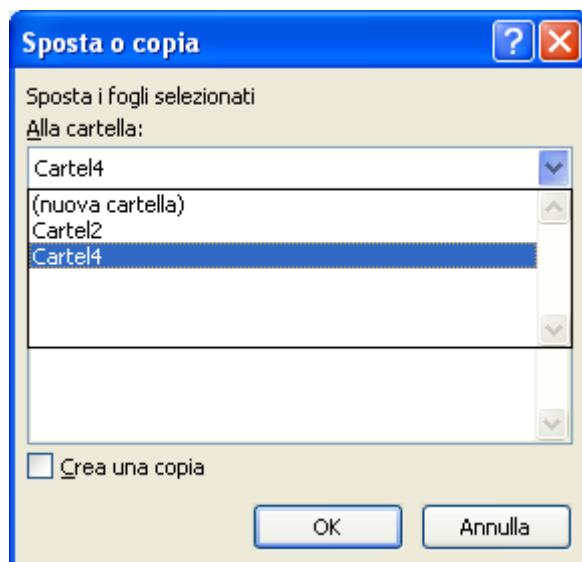 Sposta o copia
Sposta i fogli selezionati
Alla cartella:
Cartel4
(nuova cartella)
Cartel2
Cartel4
Crea una copia
OK Annulla